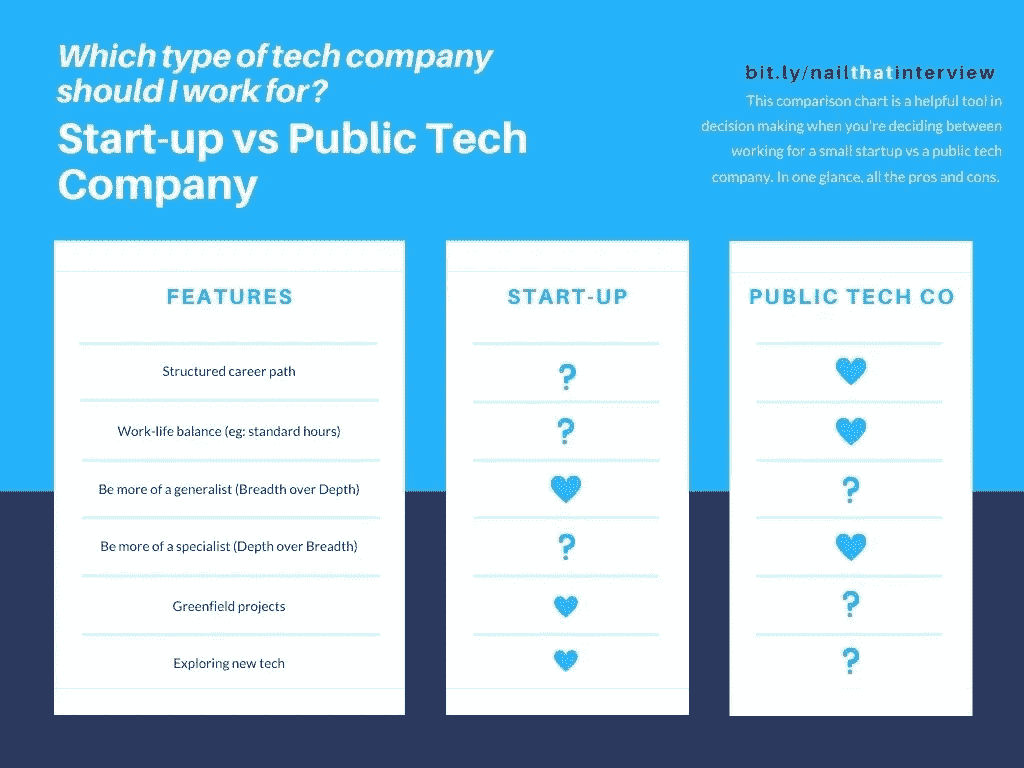 Which type of tech company
should I work for?
Start-up vs Public Tech
Company
bit.ly/nailthatinterview
This comparison chart is a helpful tool in
decision making when you're deciding between
working for a small startup vs a public tech
company. In one glance, all the pros and cons.
FEATURES START-UP PUBLIC TECH CO
Structured career path ?
Work-life balance (eg: standard hours) ?
Be more of a generalist (Breadth over Depth) ?
Be more of a specialist (Depth over Breadth) ?
Greenfield projects ?
Exploring new tech ?